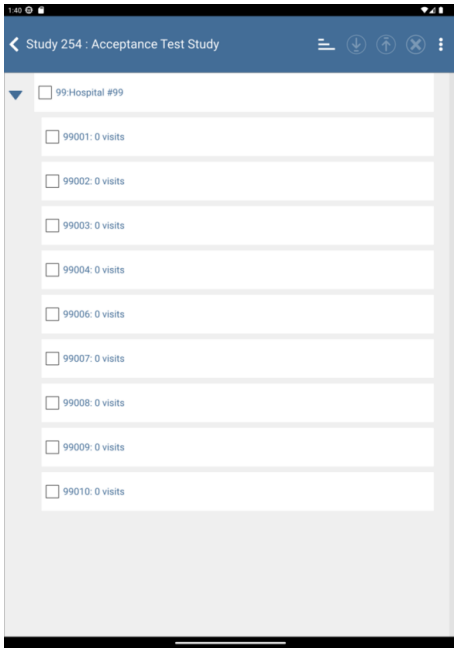 1:40
Study 254 : Acceptance Test Study
99:Hospital #99
99001: 0 visits
99002: 0 visits
99003: 0 visits
99004: 0 visits
99006: 0 visits
99007: 0 visits
99008: 0 visits
99009: 0 visits
99010: 0 visits